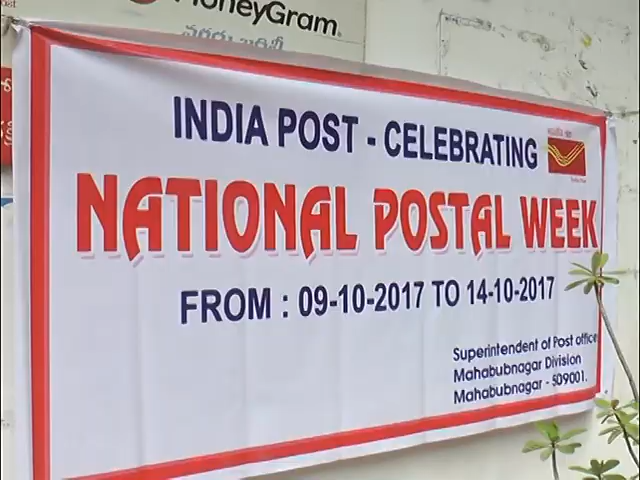 MoneyGram
INDIA POST - CELEBRATING
NATIONAL POSTAL WEEK
FROM : 09-10-2017 TO 14-10-2017
Superintendent of Post office
Mahabubnagar Division
Mahabubnagar - 509001.